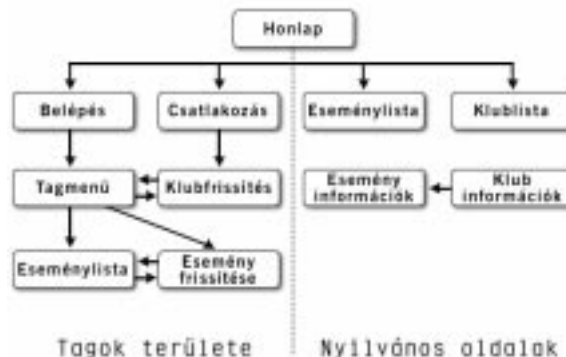 Honlap
Belépés
Csatlakozás
Eseménylista
Klublista
Tagmenü
Klubfrissítés
Esemény
információk
Klub
információk
Eseménylista
Esemény
frissítése
Tagok területe
Nyilvános oldalak